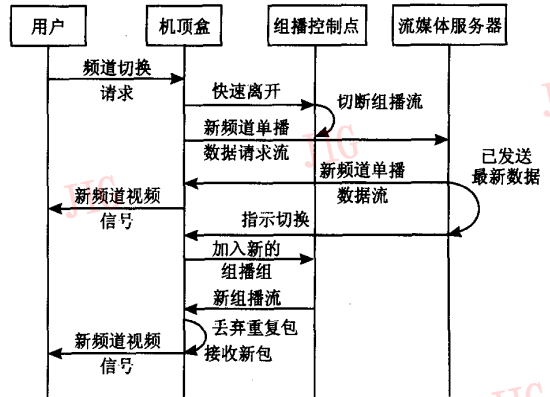 用户
机顶盒
组播控制点
流媒体服务器
频道切换
请求
快速离开
切断组播流
新频道单播
数据请求流
已发送
最新数据
新频道单播
数据流
新频道视频
信号
指示切换
加入新的
组播组
新组播流
丢弃重复包
接收新包
新频道视频
信号
JIG
JIG